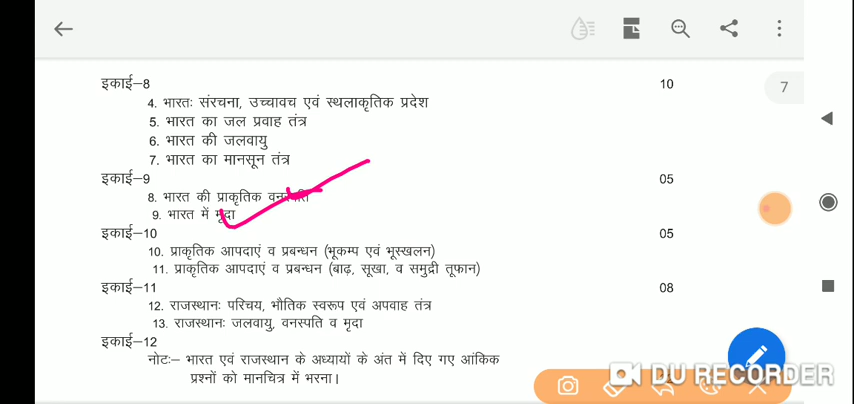 7
इकाई–8 10
4. भारतः संरचना, उच्चावच एवं स्थलाकृतिक प्रदेश
5. भारत का जल प्रवाह तंत्र
6. भारत की जलवायु
7. भारत का मानसून तंत्र
इकाई–9 05
8. भारत की प्राकृतिक वनस्पति
9. भारत में मृदा
इकाई–10 05
10. प्राकृतिक आपदाएं व प्रबन्धन (भूकम्प एवं भूस्खलन)
11. प्राकृतिक आपदाएं व प्रबन्धन (बाढ़, सूखा, व समुद्री तूफान)
इकाई–11 08
12. राजस्थानः परिचय, भौतिक स्वरूप एवं अपवाह तंत्र
13. राजस्थानः जलवायु, वनस्पति व मृदा
इकाई–12
नोटः– भारत एवं राजस्थान के अध्यायों के अंत में दिए गए आंकिक
प्रश्नों को मानचित्र में भरना।
DU RECORDER